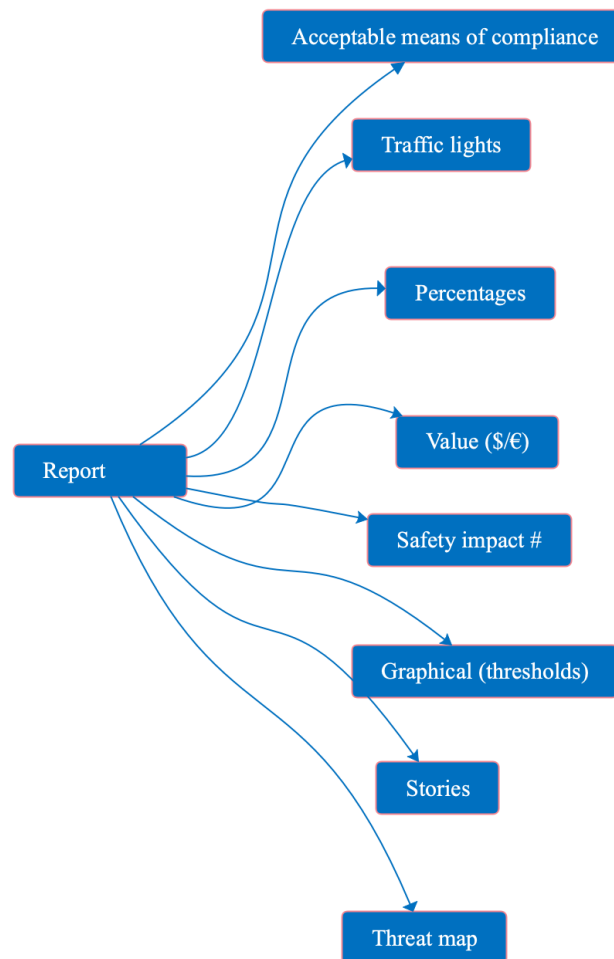 Acceptable means of compliance
Traffic lights
Percentages
Value ($/€)
Report
Safety impact #
Graphical (thresholds)
Stories
Threat map